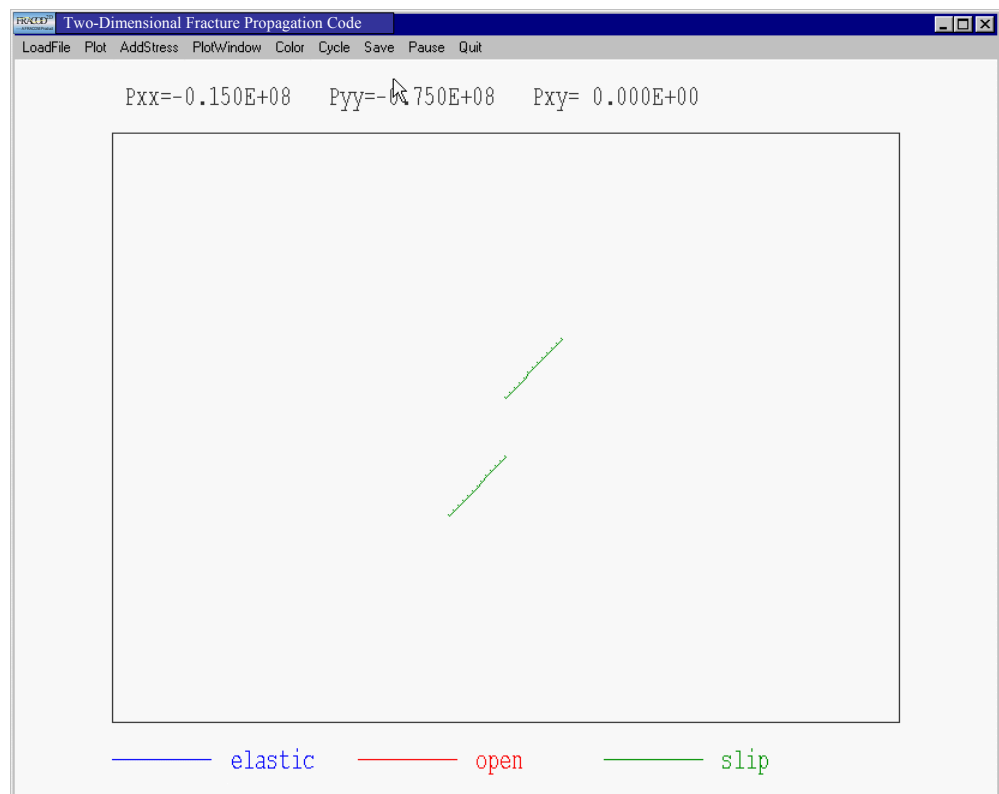 FRACOD2D Two-Dimensional Fracture Propagation Code
LoadFile Plot AddStress PlotWindow Color Cycle Save Pause Quit
Pxx=-0.150E+08 Pyy=-0.750E+08 Pxy= 0.000E+00
elastic open slip